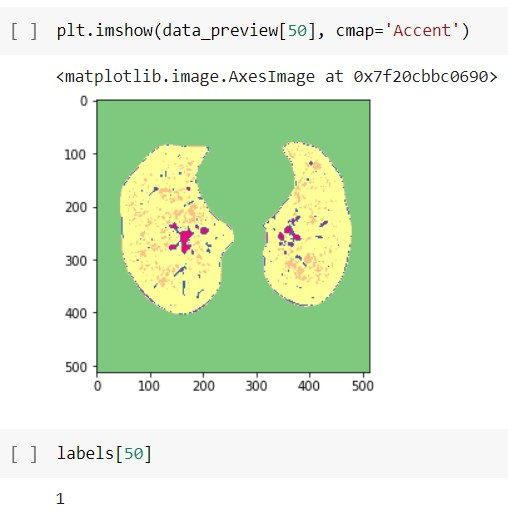 [ ] plt.imshow(data_preview[50], cmap='Accent')
<matplotlib.image.AxesImage at 0x7f20cbbc0690>
0
100
200
300
400
500
0 100 200 300 400 500
[ ] labels[50]
1